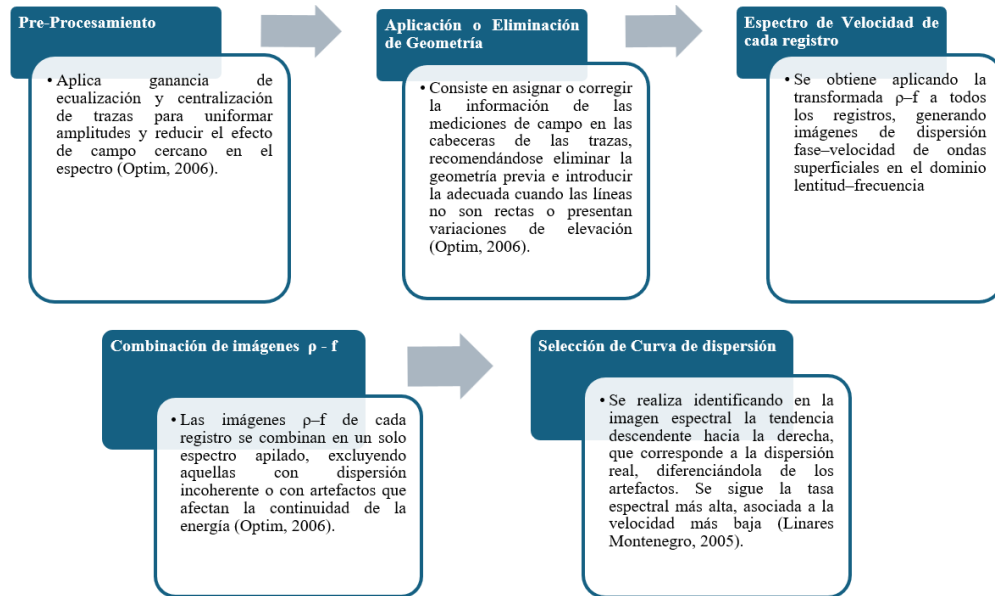 Pre-Procesamiento
• Aplica ganancia de
ecualización y centralización
de trazas para uniformar
amplitudes y reducir el efecto
de campo cercano en el
espectro (Optim, 2006).
Aplicación o Eliminación
de Geometría
• Consiste en asignar o corregir
la información de las
mediciones de campo en las
cabeceras de las trazas,
recomendándose eliminar la
geometría previa e introducir
la adecuada cuando las líneas
no son rectas o presentan
variaciones de elevación
(Optim, 2006).
Espectro de Velocidad de
cada registro
• Se obtiene aplicando la
transformada ρ–f a todos
los registros, generando
imágenes de dispersión
fase–velocidad de ondas
superficiales en el dominio
lentitud–frecuencia
Combinación de imágenes ρ - f
• Las imágenes ρ–f de cada
registro se combinan en un solo
espectro apilado, excluyendo
aquellas con dispersión
incoherente o con artefactos que
afectan la continuidad de la
energía (Optim, 2006).
Selección de Curva de dispersión
• Se realiza identificando en la
imagen espectral la tendencia
descendente hacia la derecha,
que corresponde a la dispersión
real, diferenciándola de los
artefactos. Se sigue la tasa
espectral más alta, asociada a la
velocidad más baja (Linares
Montenegro, 2005).